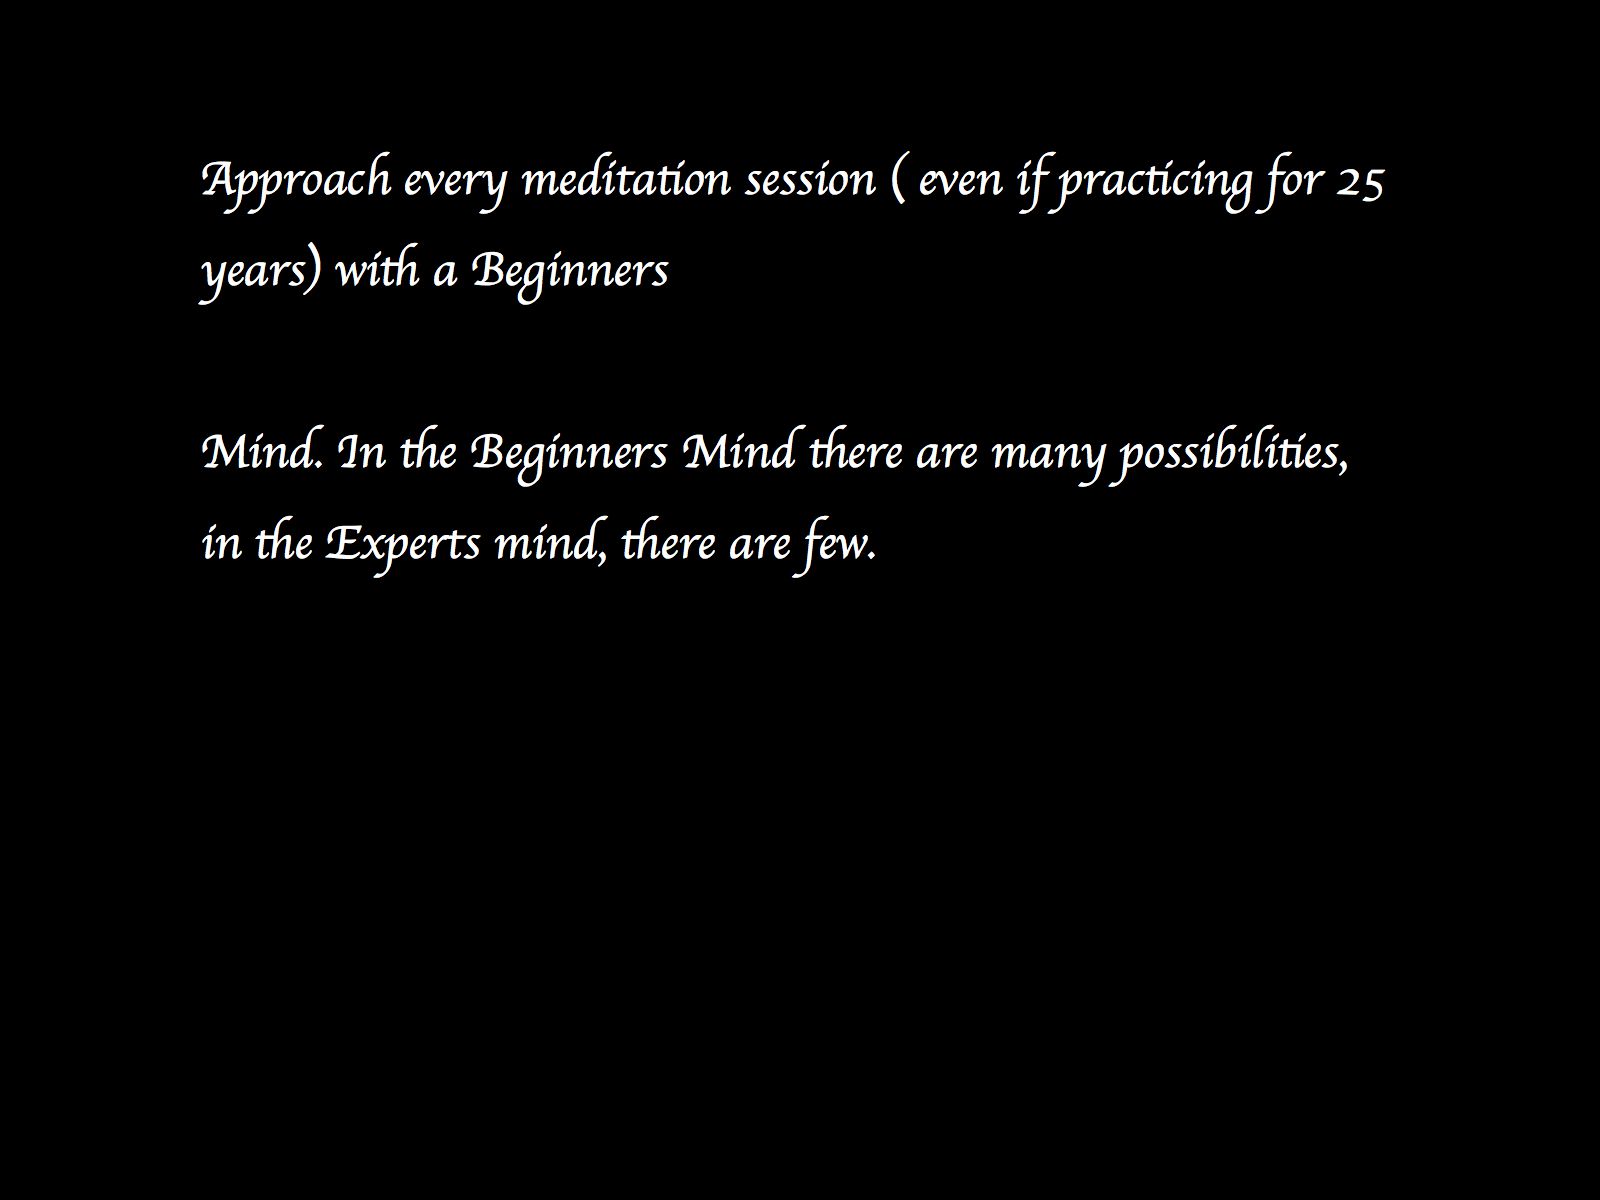 Approach every meditation session ( even if practicing for 25
years) with a Beginners
Mind. In the Beginners Mind there are many possibilities,
in the Experts mind, there are few.